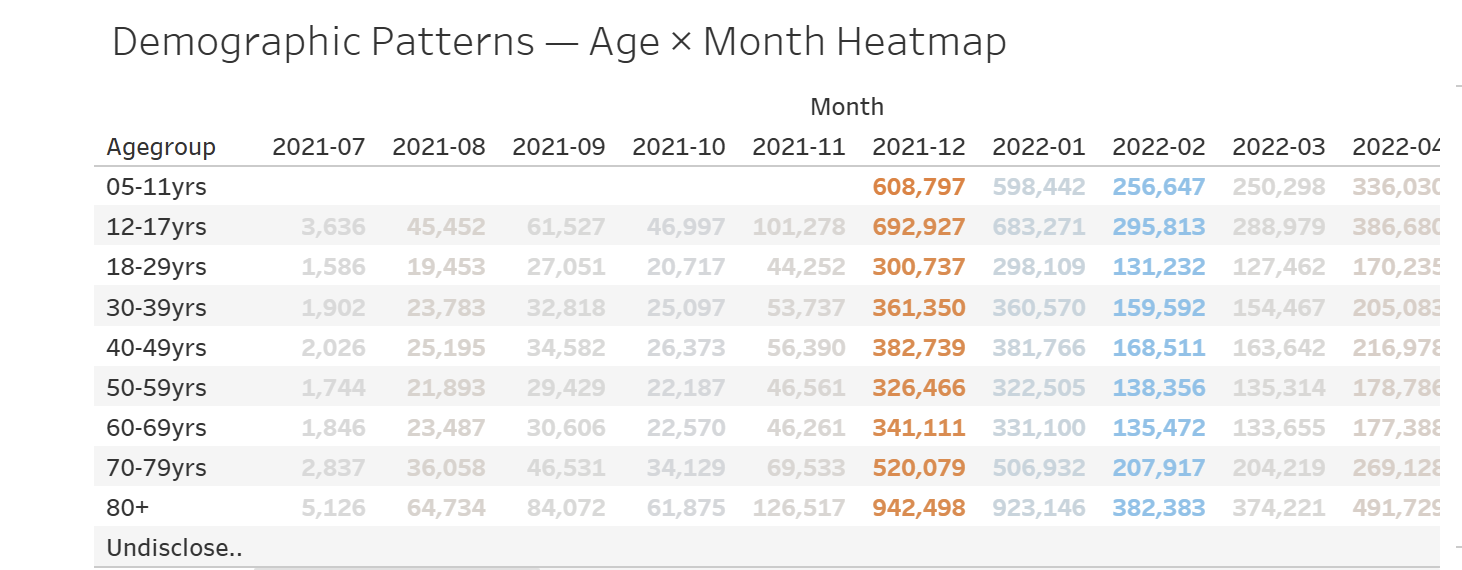 Demographic Patterns — Age × Month Heatmap
Month
Agegroup 2021-07 2021-08 2021-09 2021-10 2021-11 2021-12 2022-01 2022-02 2022-03 2022-04
05-11yrs 608,797 598,442 256,647 250,298 336,030
12-17yrs 3,636 45,452 61,527 46,997 101,278 692,927 683,271 295,813 288,979 386,680
18-29yrs 1,586 19,453 27,051 20,717 44,252 300,737 298,109 131,232 127,462 170,235
30-39yrs 1,902 23,783 32,818 25,097 53,737 361,350 360,570 159,592 154,467 205,083
40-49yrs 2,026 25,195 34,582 26,373 56,390 382,739 381,766 168,511 163,642 216,978
50-59yrs 1,744 21,893 29,429 22,187 46,561 326,466 322,505 138,356 135,314 178,786
60-69yrs 1,846 23,487 30,606 22,570 46,261 341,111 331,100 135,472 133,655 177,388
70-79yrs 2,837 36,058 46,531 34,129 69,533 520,079 506,932 207,917 204,219 269,128
80+ 5,126 64,734 84,072 61,875 126,517 942,498 923,146 382,383 374,221 491,729
Undisclose..